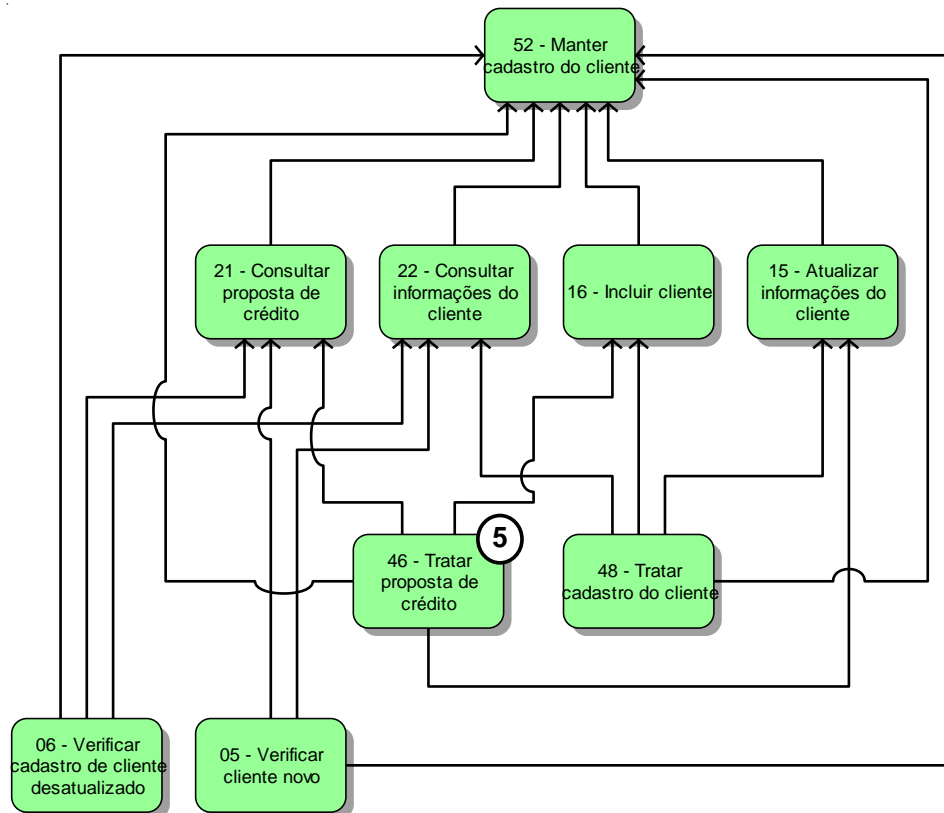 52 - Manter
cadastro do cliente
21 - Consultar
proposta de
crédito
22 - Consultar
informações do
cliente
16 - Incluir cliente
15 - Atualizar
informações do
cliente
5
46 - Tratar
proposta de
crédito
48 - Tratar
cadastro do cliente
06 - Verificar
cadastro de cliente
desatualizado
05 - Verificar
cliente novo